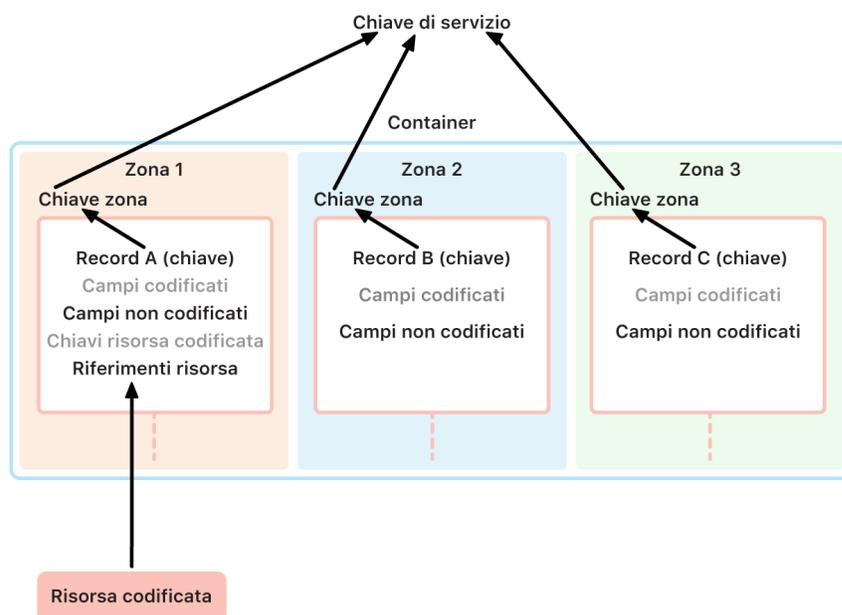 Chiave di servizio
Container
Zona 1
Chiave zona
Record A (chiave)
Campi codificati
Campi non codificati
Chiavi risorsa codificata
Riferimenti risorsa
Zona 2
Chiave zona
Record B (chiave)
Campi codificati
Campi non codificati
Zona 3
Chiave zona
Record C (chiave)
Campi codificati
Campi non codificati
Risorsa codificata